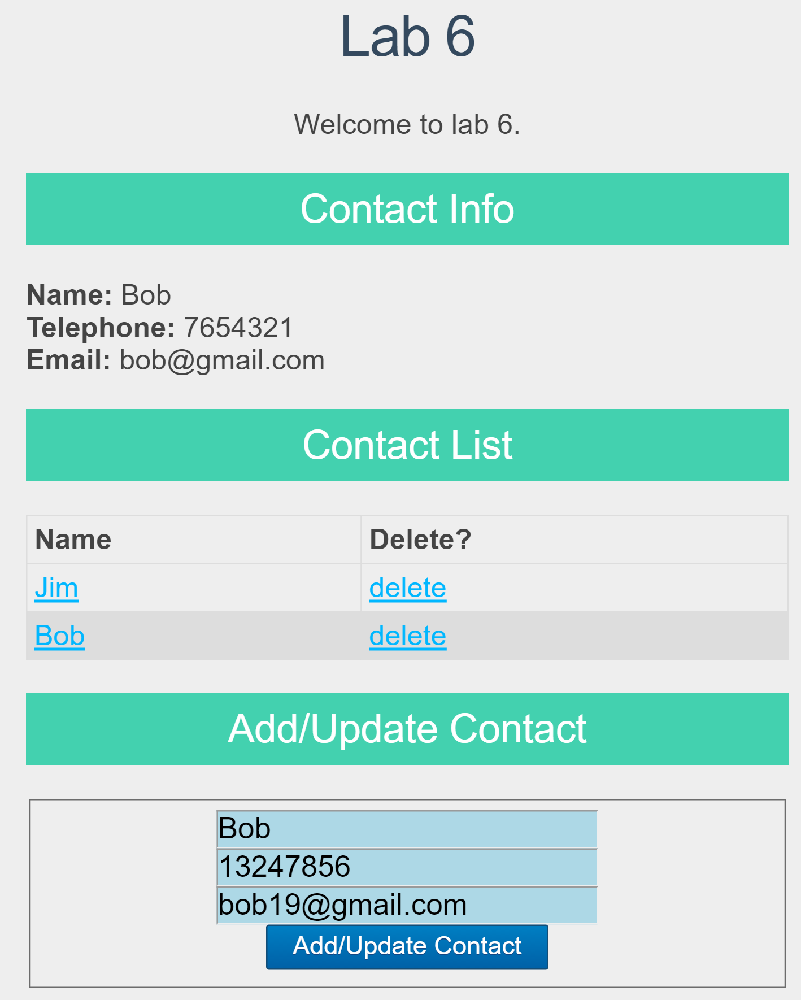 Lab 6
Welcome to lab 6.
Contact Info
Name: Bob
Telephone: 7654321
Email: bob@gmail.com
Contact List
Name Delete?
Jim delete
Bob delete
Add/Update Contact
Bob
13247856
bob19@gmail.com
Add/Update Contact